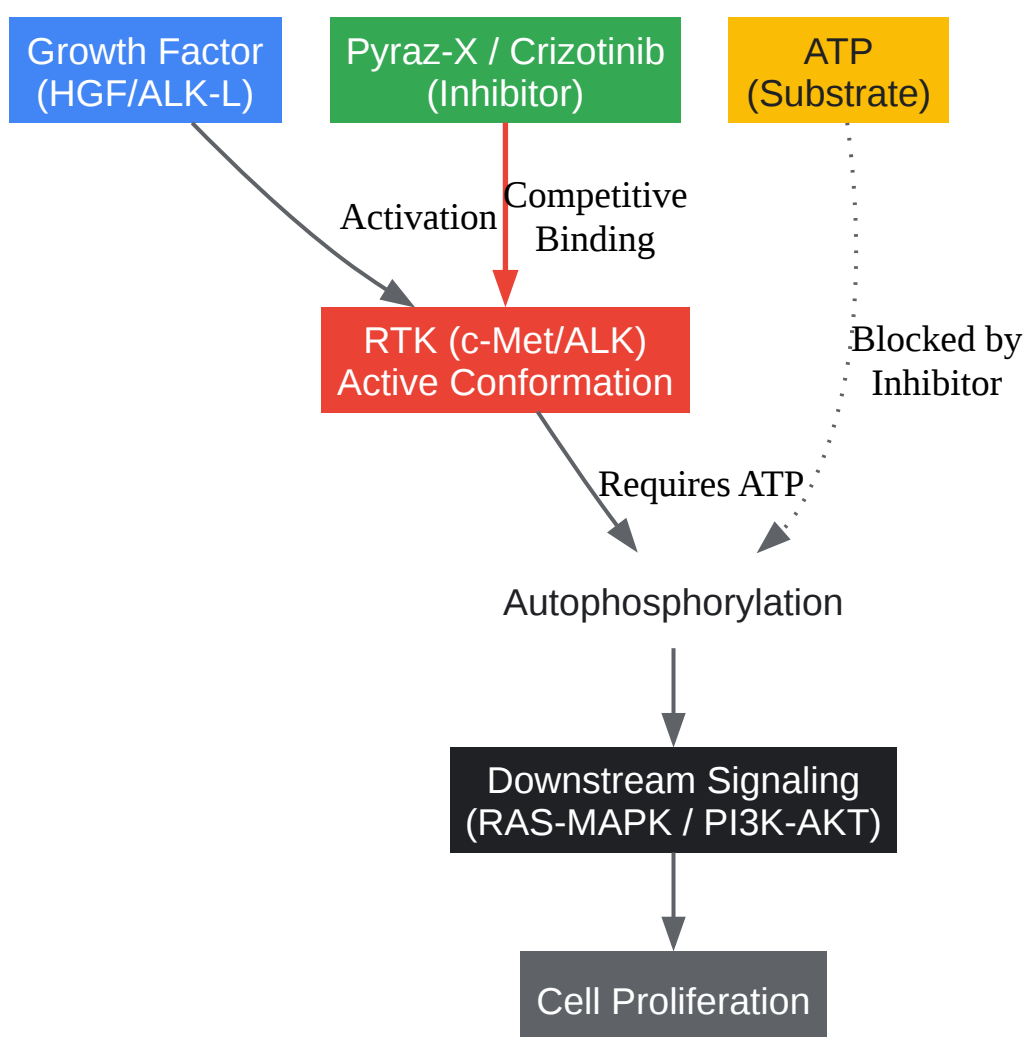 Growth Factor
(HGF/ALK-L)
Pyraz-X / Crizotinib
(Inhibitor)
ATP
(Substrate)
Activation
Competitive
Binding
RTK (c-Met/ALK)
Active Conformation
Blocked by
Inhibitor
Requires ATP
Autophosphorylation
Downstream Signaling
(RAS-MAPK / PI3K-AKT)
Cell Proliferation